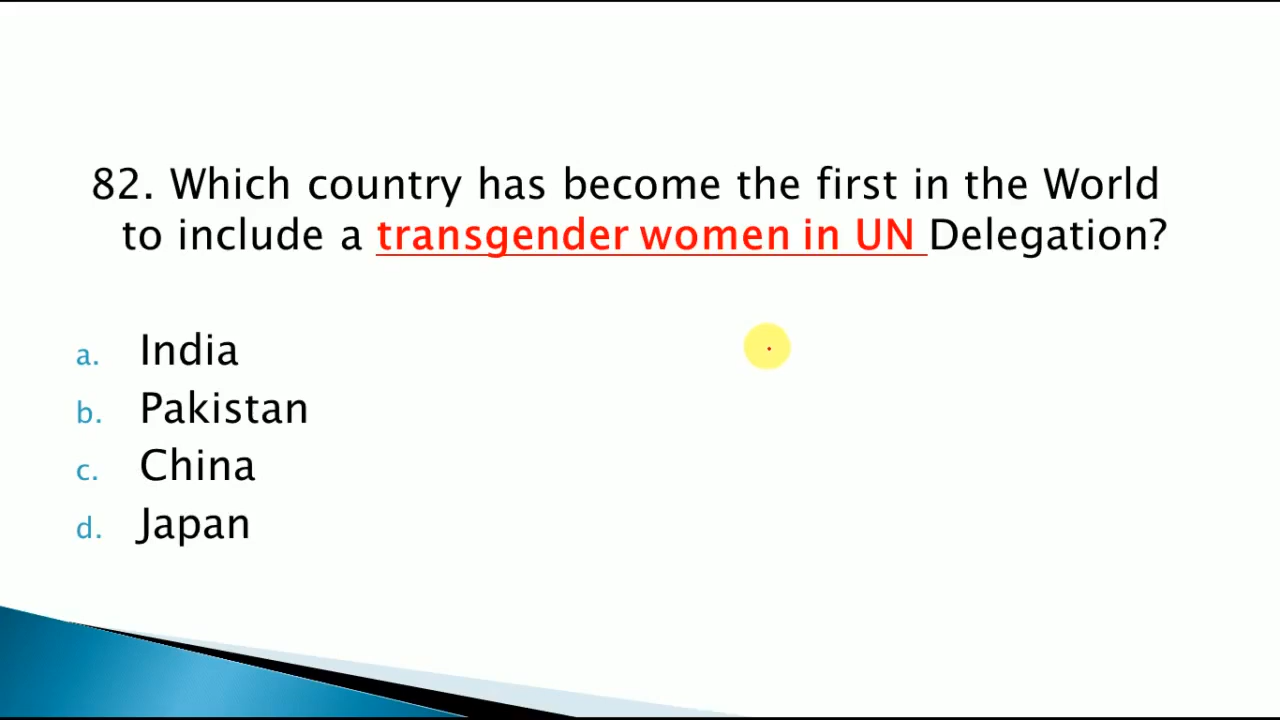 82. Which country has become the first in the World
to include a transgender women in UN Delegation?
a. India
b. Pakistan
c. China
d. Japan